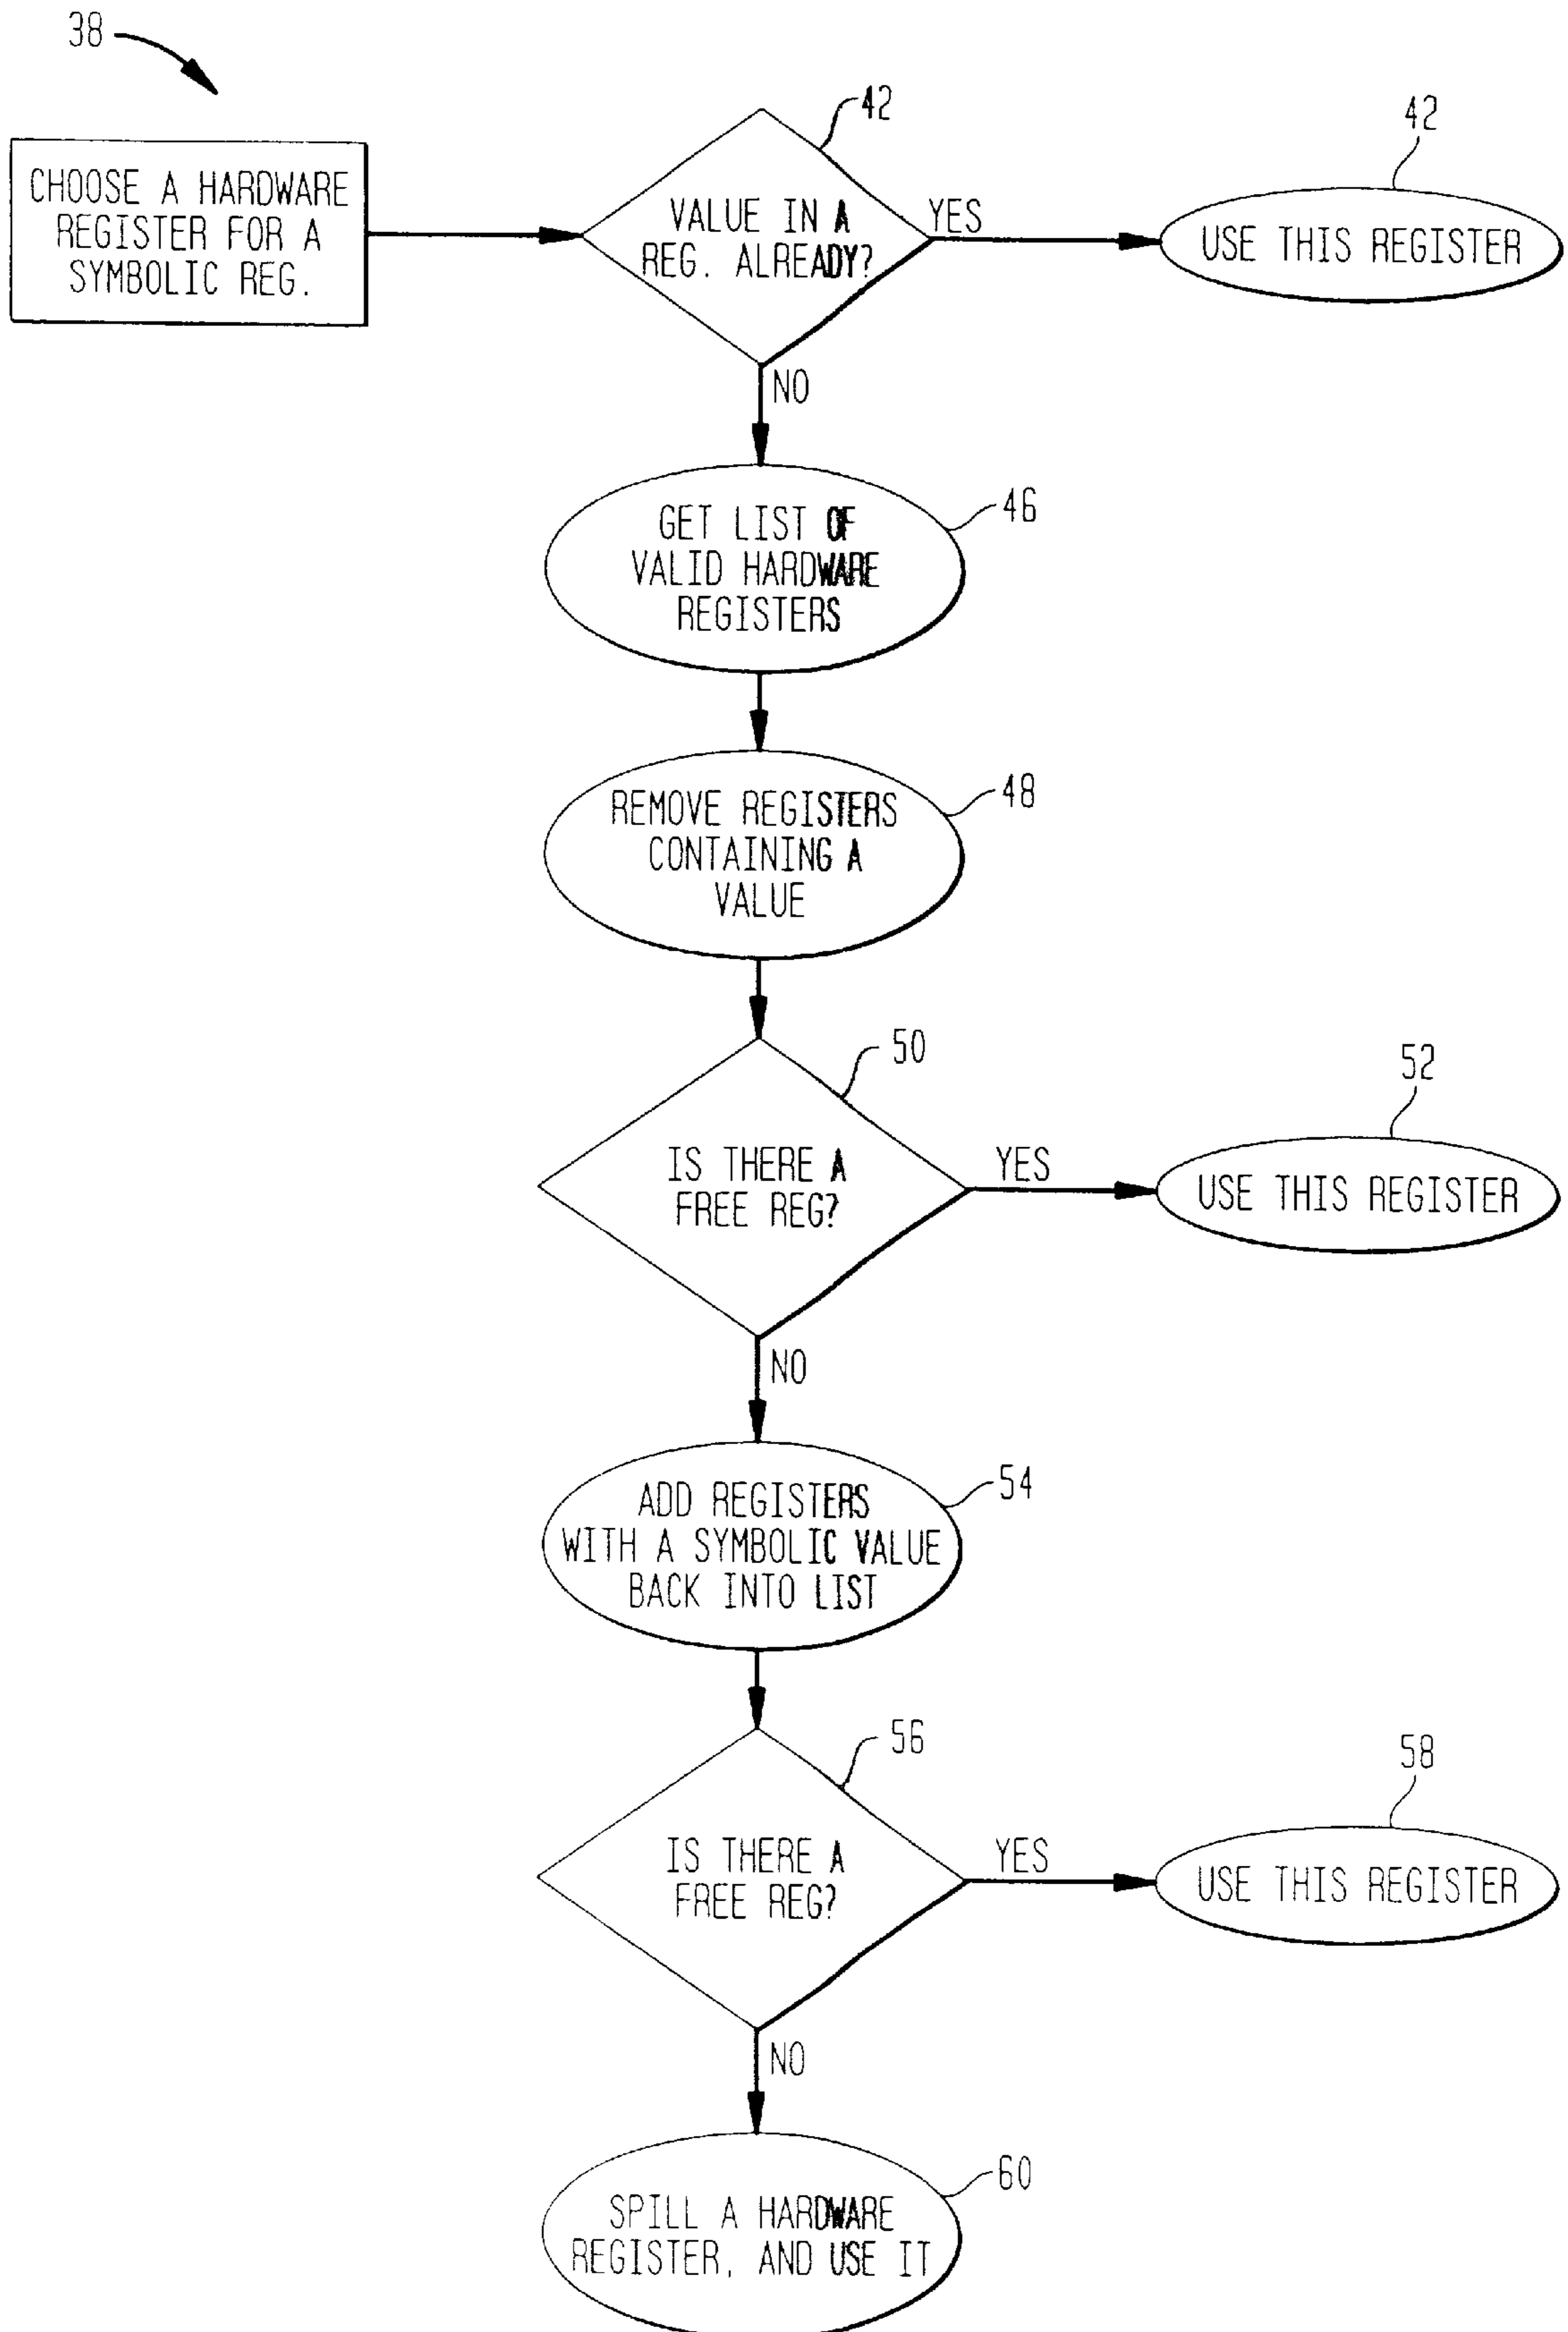 38
CHOOSE A HARDWARE
REGISTER FOR A
SYMBOLIC REG.
42
VALUE IN A
REG. ALREADY?
YES
42
USE THIS REGISTER
NO
46
GET LIST OF
VALID HARDWARE
REGISTERS
48
REMOVE REGISTERS
CONTAINING A
VALUE
50
IS THERE A
FREE REG?
YES
52
USE THIS REGISTER
NO
54
ADD REGISTERS
WITH A SYMBOLIC VALUE
BACK INTO LIST
56
IS THERE A
FREE REG?
YES
58
USE THIS REGISTER
NO
60
SPILL A HARDWARE
REGISTER, AND USE IT